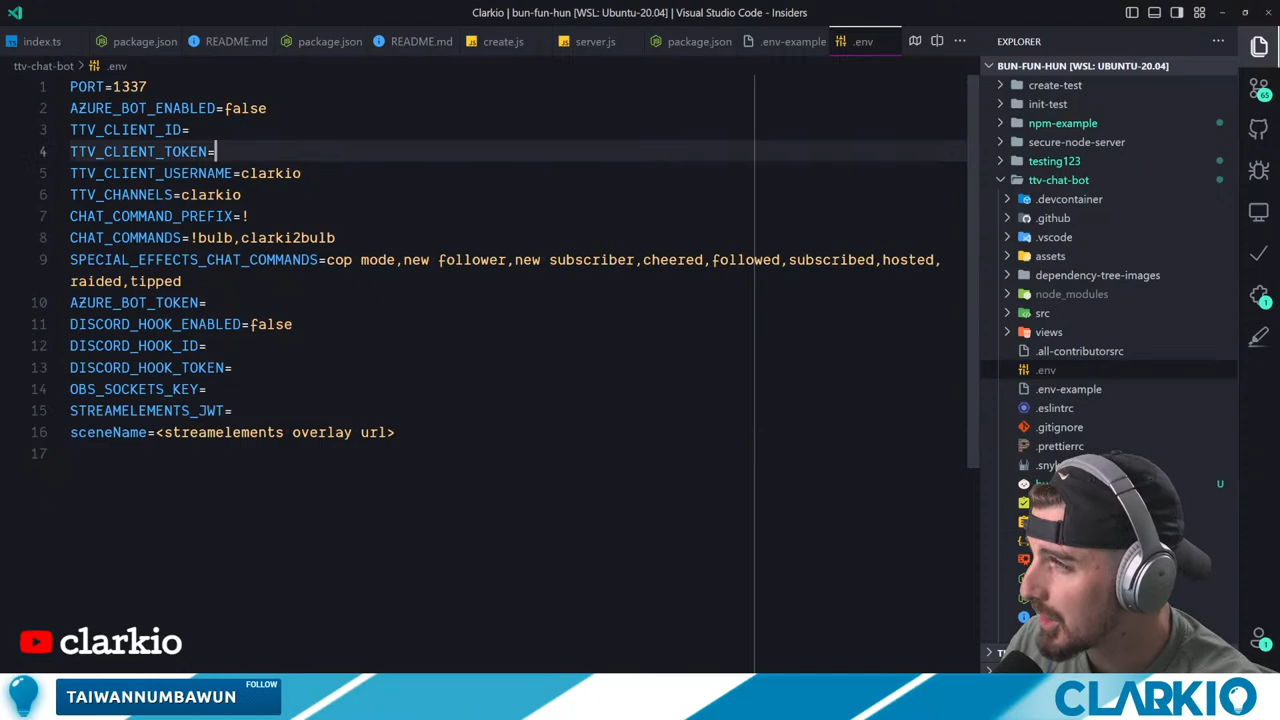 Clarkio | bun-fun-hun [WSL: Ubuntu-20.04] | Visual Studio Code - Insiders
index.ts
package.json
README.md
package.json
README.md
create.js
server.js
package.json
.env-example
.env
ttv-chat-bot > .env
1 PORT=1337
2 AZURE_BOT_ENABLED=false
3 TTV_CLIENT_ID=
4 TTV_CLIENT_TOKEN=
5 TTV_CLIENT_USERNAME=clarkio
6 TTV_CHANNELS=clarkio
7 CHAT_COMMAND_PREFIX=!
8 CHAT_COMMANDS=!bulb,clarki2bulb
9 SPECIAL_EFFECTS_CHAT_COMMANDS=cop mode,new follower,new subscriber,cheered,followed,subscribed,hosted,
raided,tipped
10 AZURE_BOT_TOKEN=
11 DISCORD_HOOK_ENABLED=false
12 DISCORD_HOOK_ID=
13 DISCORD_HOOK_TOKEN=
14 OBS_SOCKETS_KEY=
15 STREAMELEMENTS_JWT=
16 sceneName=<streamelements overlay url>
17
EXPLORER
BUN-FUN-HUN [WSL: UBUNTU-20.04]
create-test
init-test
npm-example
secure-node-server
testing123
ttv-chat-bot
.devcontainer
.github
.vscode
assets
dependency-tree-images
node_modules
src
views
.all-contributorsrc
.env
.env-example
.eslintrc
.gitignore
.prettierrc
U
65
1
1
clarkio
TAIWANNUMBAWUN
FOLLOW
CLARKIO